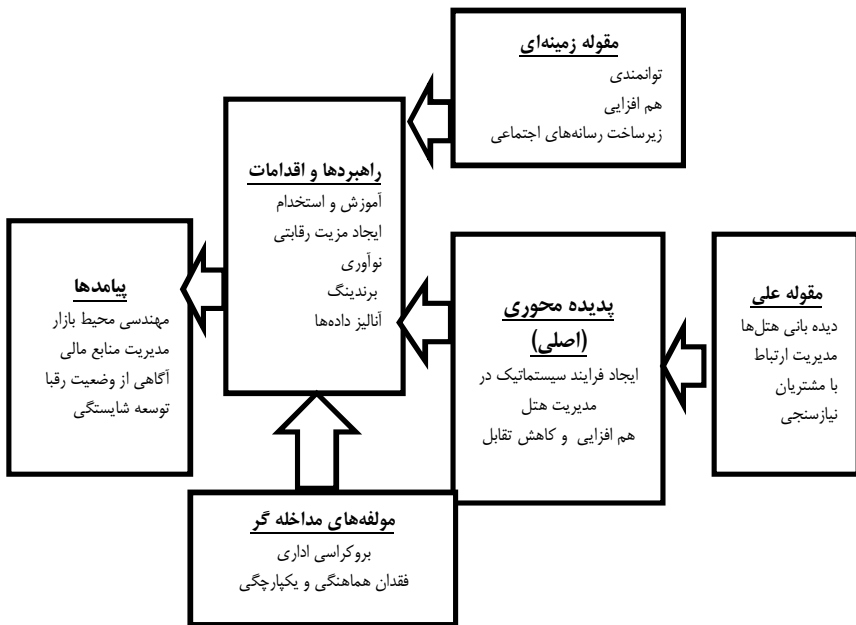 مقوله زمینه‌ای
توانمندی
هم افزایی
زیرساخت رسانه‌های اجتماعی
مقوله علی
دیده بانی هتل‌ها
مدیریت ارتباط
با مشتریان
نیازسنجی
پدیده محوری
(اصلی)
ایجاد فرایند سیستماتیک در
مدیریت هتل
هم افزایی و کاهش تقابل
راهبردها و اقدامات
آموزش و استخدام
ایجاد مزیت رقابتی
نوآوری
برندینگ
آنالیز داده‌ها
پیامدها
مهندسی محیط بازار
مدیریت منابع مالی
آگاهی از وضعیت رقبا
توسعه شایستگی
مولفه‌های مداخله گر
بروکراسی اداری
فقدان هماهنگی و یکپارچگی